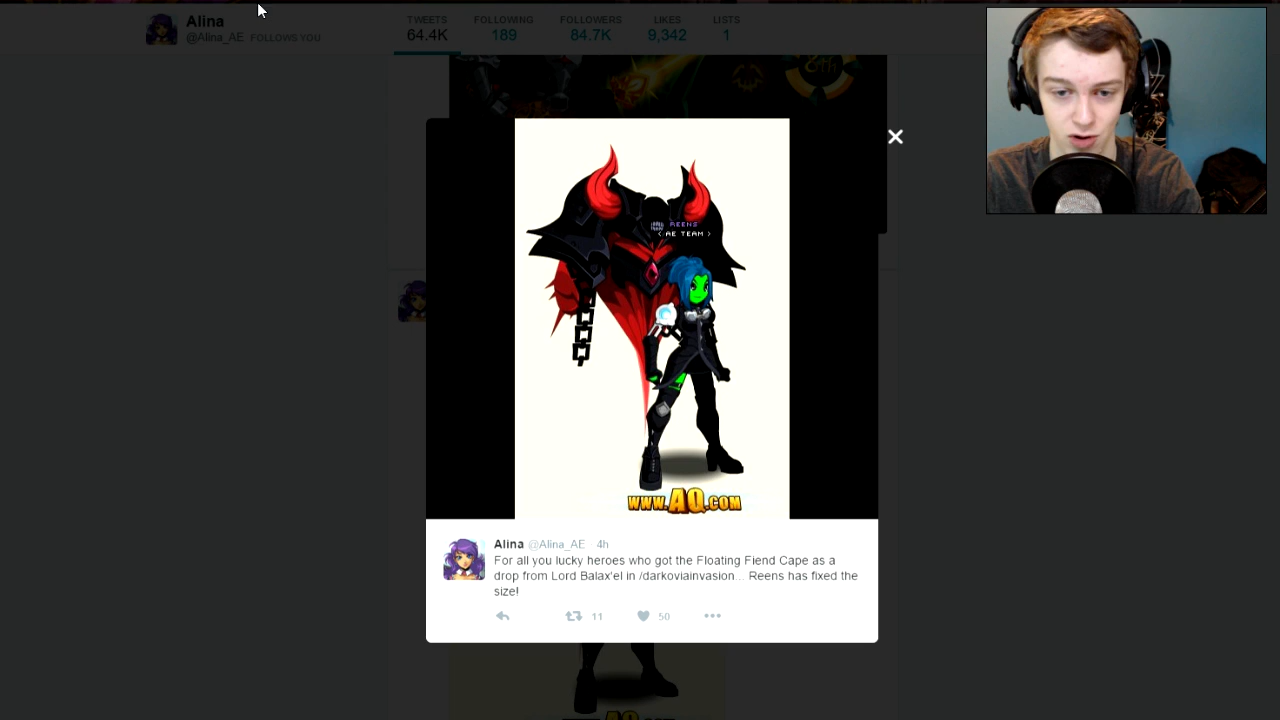 Alina
@Alina_AE FOLLOWS YOU
TWEETS FOLLOWING FOLLOWERS LIKES LISTS
64.4K 189 84.7K 9,342 1
8th
REENS
< AE TEAM >
WWW.AQ.COM
Alina @Alina_AE · 4h
For all you lucky heroes who got the Floating Fiend Cape as a
drop from Lord Balax'el in /darkoviainvasion... Reens has fixed the
size!
11 50